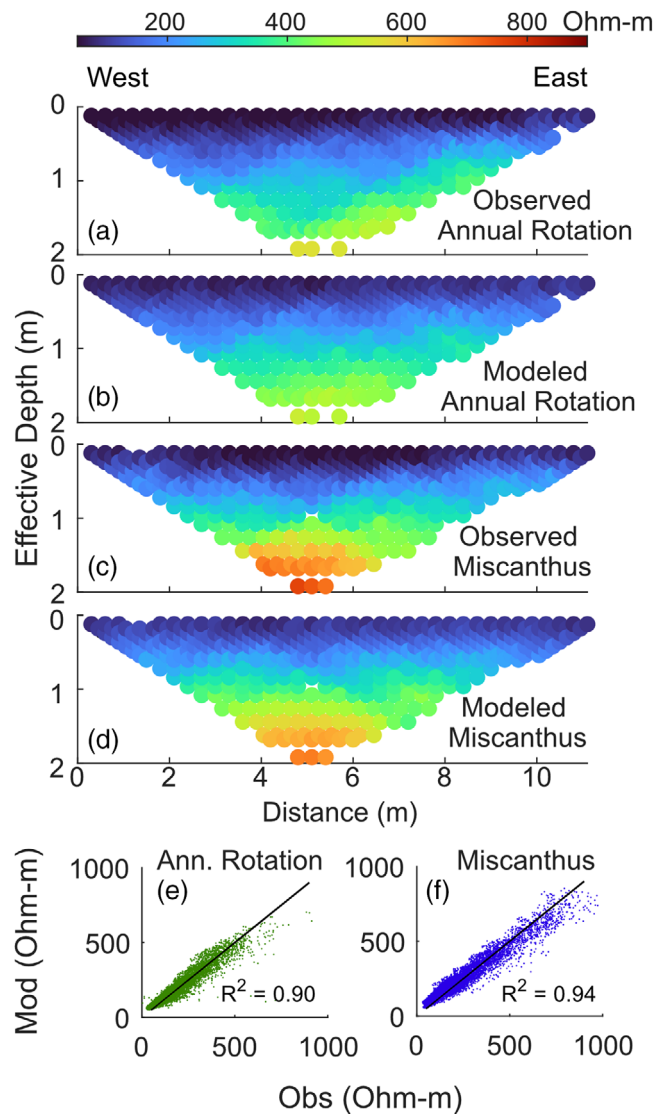 200 400 600 800 Ohm-m
West East
0
1
2
(a)
Observed
Annual Rotation
0
1
2
(b)
Modeled
Annual Rotation
Effective Depth (m)
0
1
2
(c)
Observed
Miscanthus
0
1
2
(d)
Modeled
Miscanthus
0 2 4 6 8 10
Distance (m)
Mod (Ohm-m)
1000
500
0
Ann. Rotation
(e)
R² = 0.90
0 500 1000
1000
500
0
Miscanthus
(f)
R² = 0.94
0 500 1000
Obs (Ohm-m)